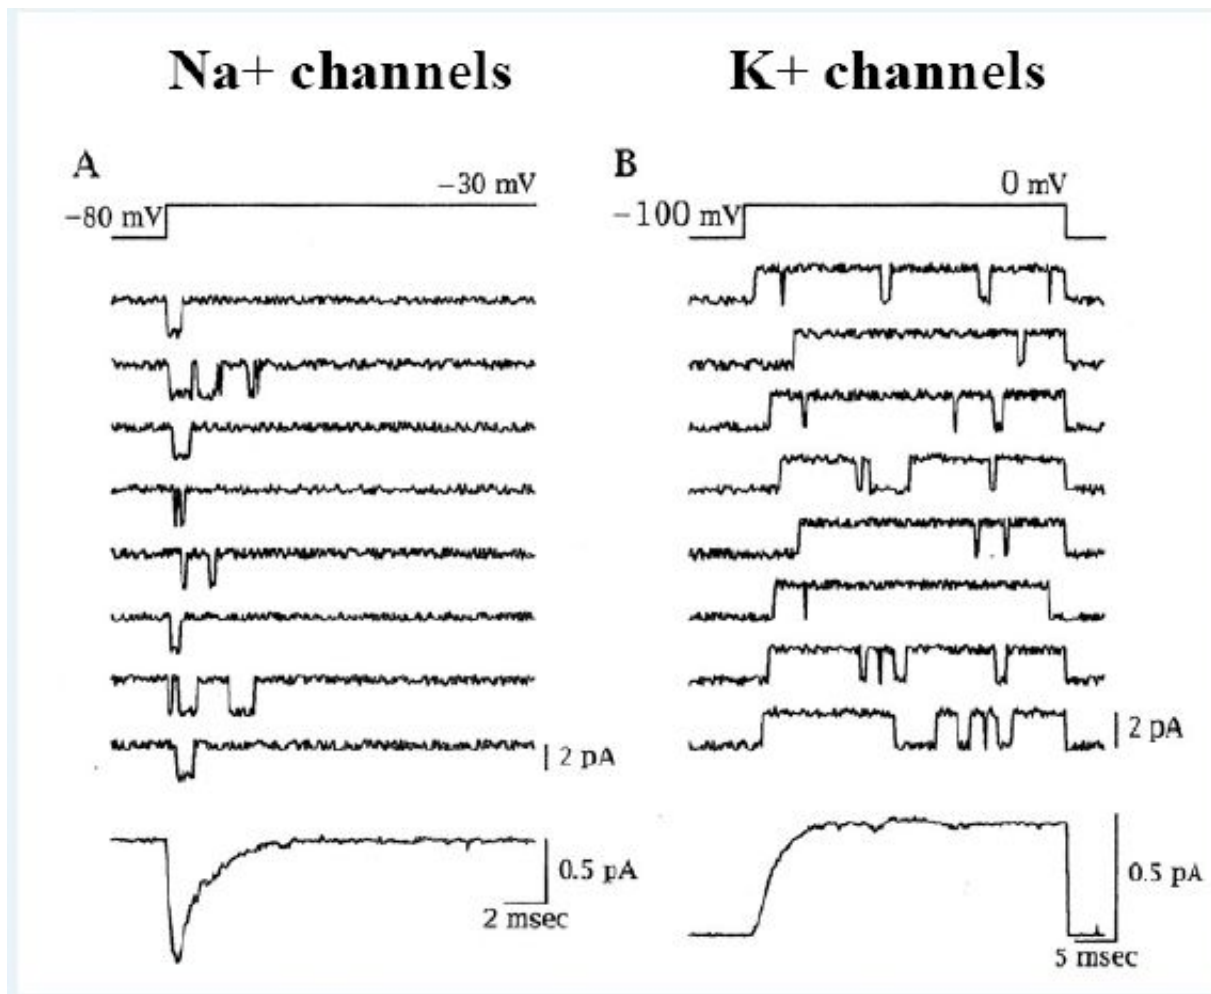 Na+ channels
K+ channels
A
−30 mV
−80 mV
B
0 mV
−100 mV
2 pA
2 pA
0.5 pA
2 msec
0.5 pA
5 msec